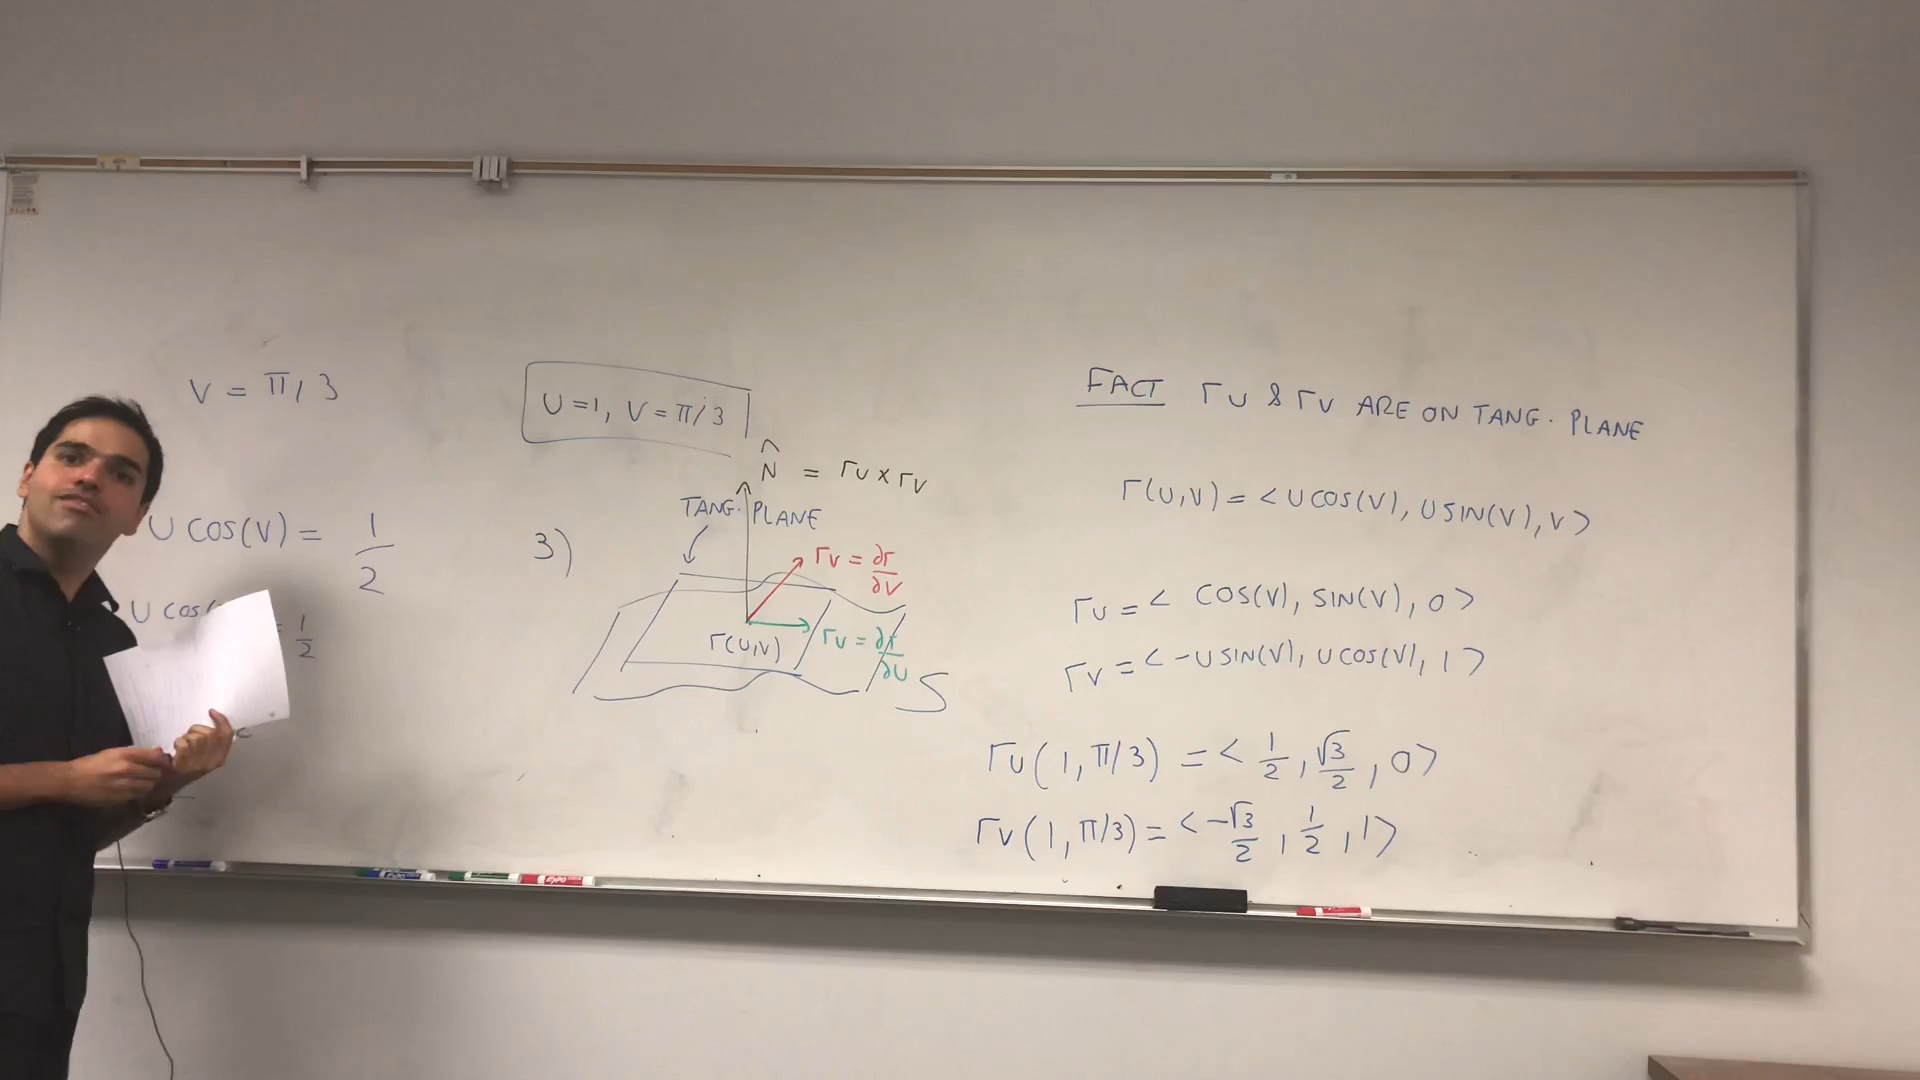 V = π/3
U COS(V) = 1/2
U COS( = 1/2
U=1, V=π/3
N̂ = rU × rV
TANG. PLANE
3)
rV = ∂r/∂V
r(U,V)
rU = ∂r/∂U
S
FACT rU & rV ARE ON TANG. PLANE
r(U,V) = <U COS(V), U SIN(V), V>
rU = < COS(V), SIN(V), 0>
rV = <-U SIN(V), U COS(V), 1>
rU(1, π/3) = <1/2, √3/2, 0>
rV(1, π/3) = <-√3/2, 1/2, 1>